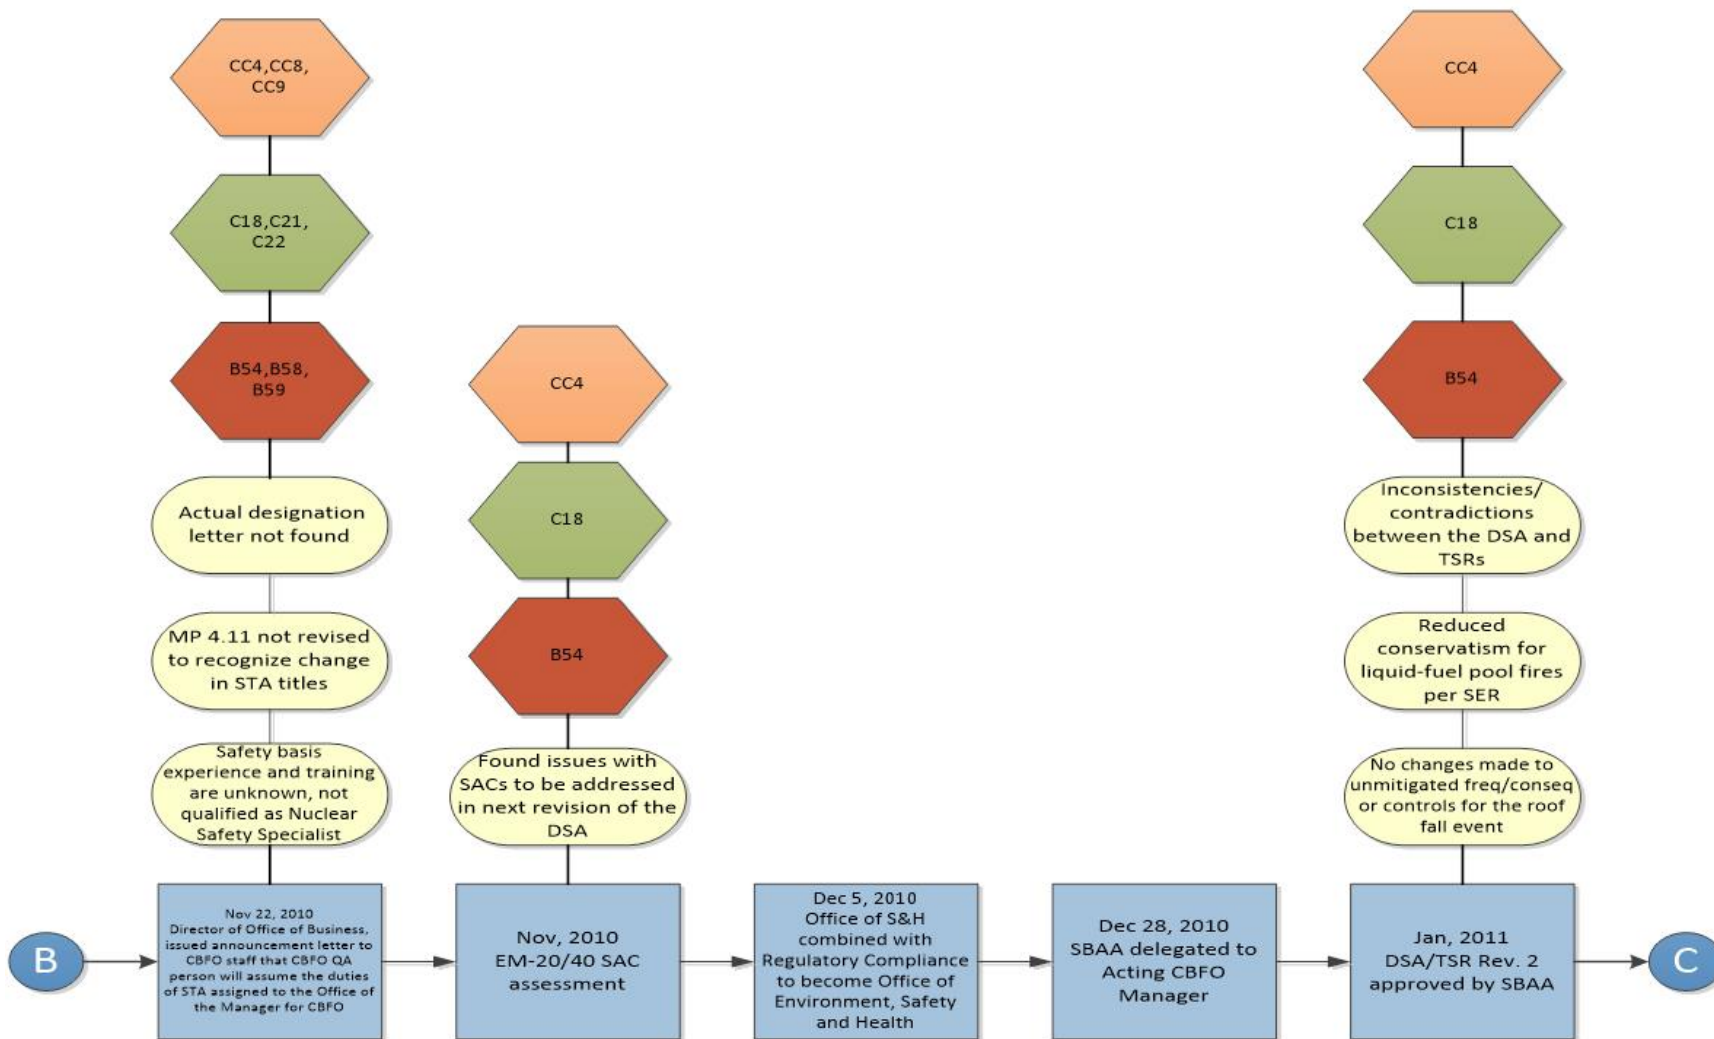 CC4,CC8,
CC9
C18,C21,
C22
B54,B58,
B59
Actual designation
letter not found
MP 4.11 not revised
to recognize change
in STA titles
Safety basis
experience and training
are unknown, not
qualified as Nuclear
Safety Specialist
CC4
C18
B54
Found issues with
SACs to be addressed
in next revision of the
DSA
CC4
C18
B54
Inconsistencies/
contradictions
between the DSA and
TSRs
Reduced
conservatism for
liquid-fuel pool fires
per SER
No changes made to
unmitigated freq/conseq
or controls for the roof
fall event
B
Nov 22, 2010
Director of Office of Business,
issued announcement letter to
CBFO staff that CBFO QA
person will assume the duties
of STA assigned to the Office of
the Manager for CBFO
Nov, 2010
EM-20/40 SAC
assessment
Dec 5, 2010
Office of S&H
combined with
Regulatory Compliance
to become Office of
Environment, Safety
and Health
Dec 28, 2010
SBAA delegated to
Acting CBFO
Manager
Jan, 2011
DSA/TSR Rev. 2
approved by SBAA
C